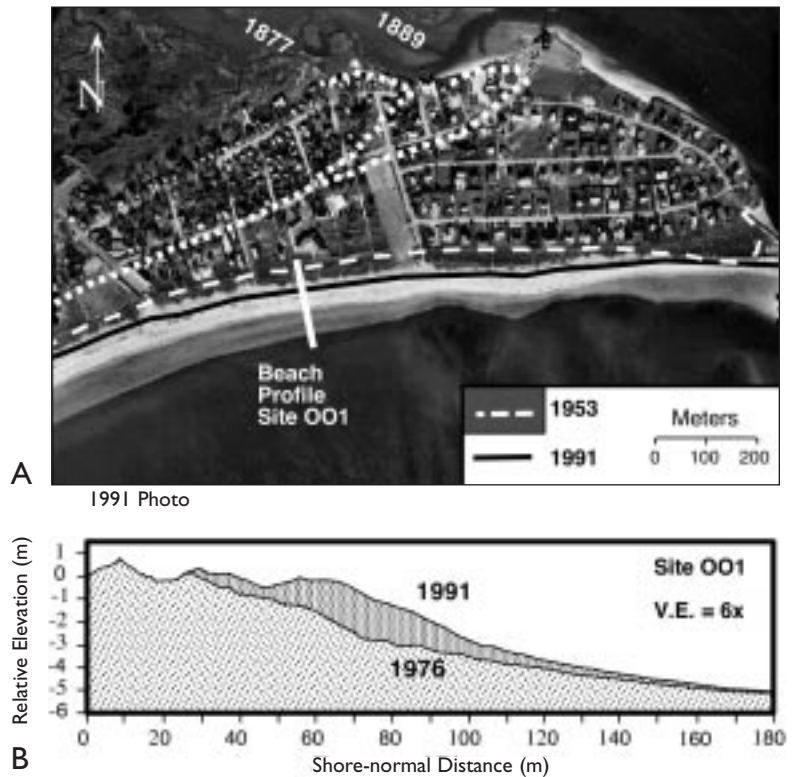 1877
1889
N
Beach
Profile
Site OO1
1953
1991
Meters
0 100 200
A
1991 Photo
Relative Elevation (m)
1
0
-1
-2
-3
-4
-5
-6
Site OO1
V.E. = 6x
1991
1976
0 20 40 60 80 100 120 140 160 180
B
Shore-normal Distance (m)